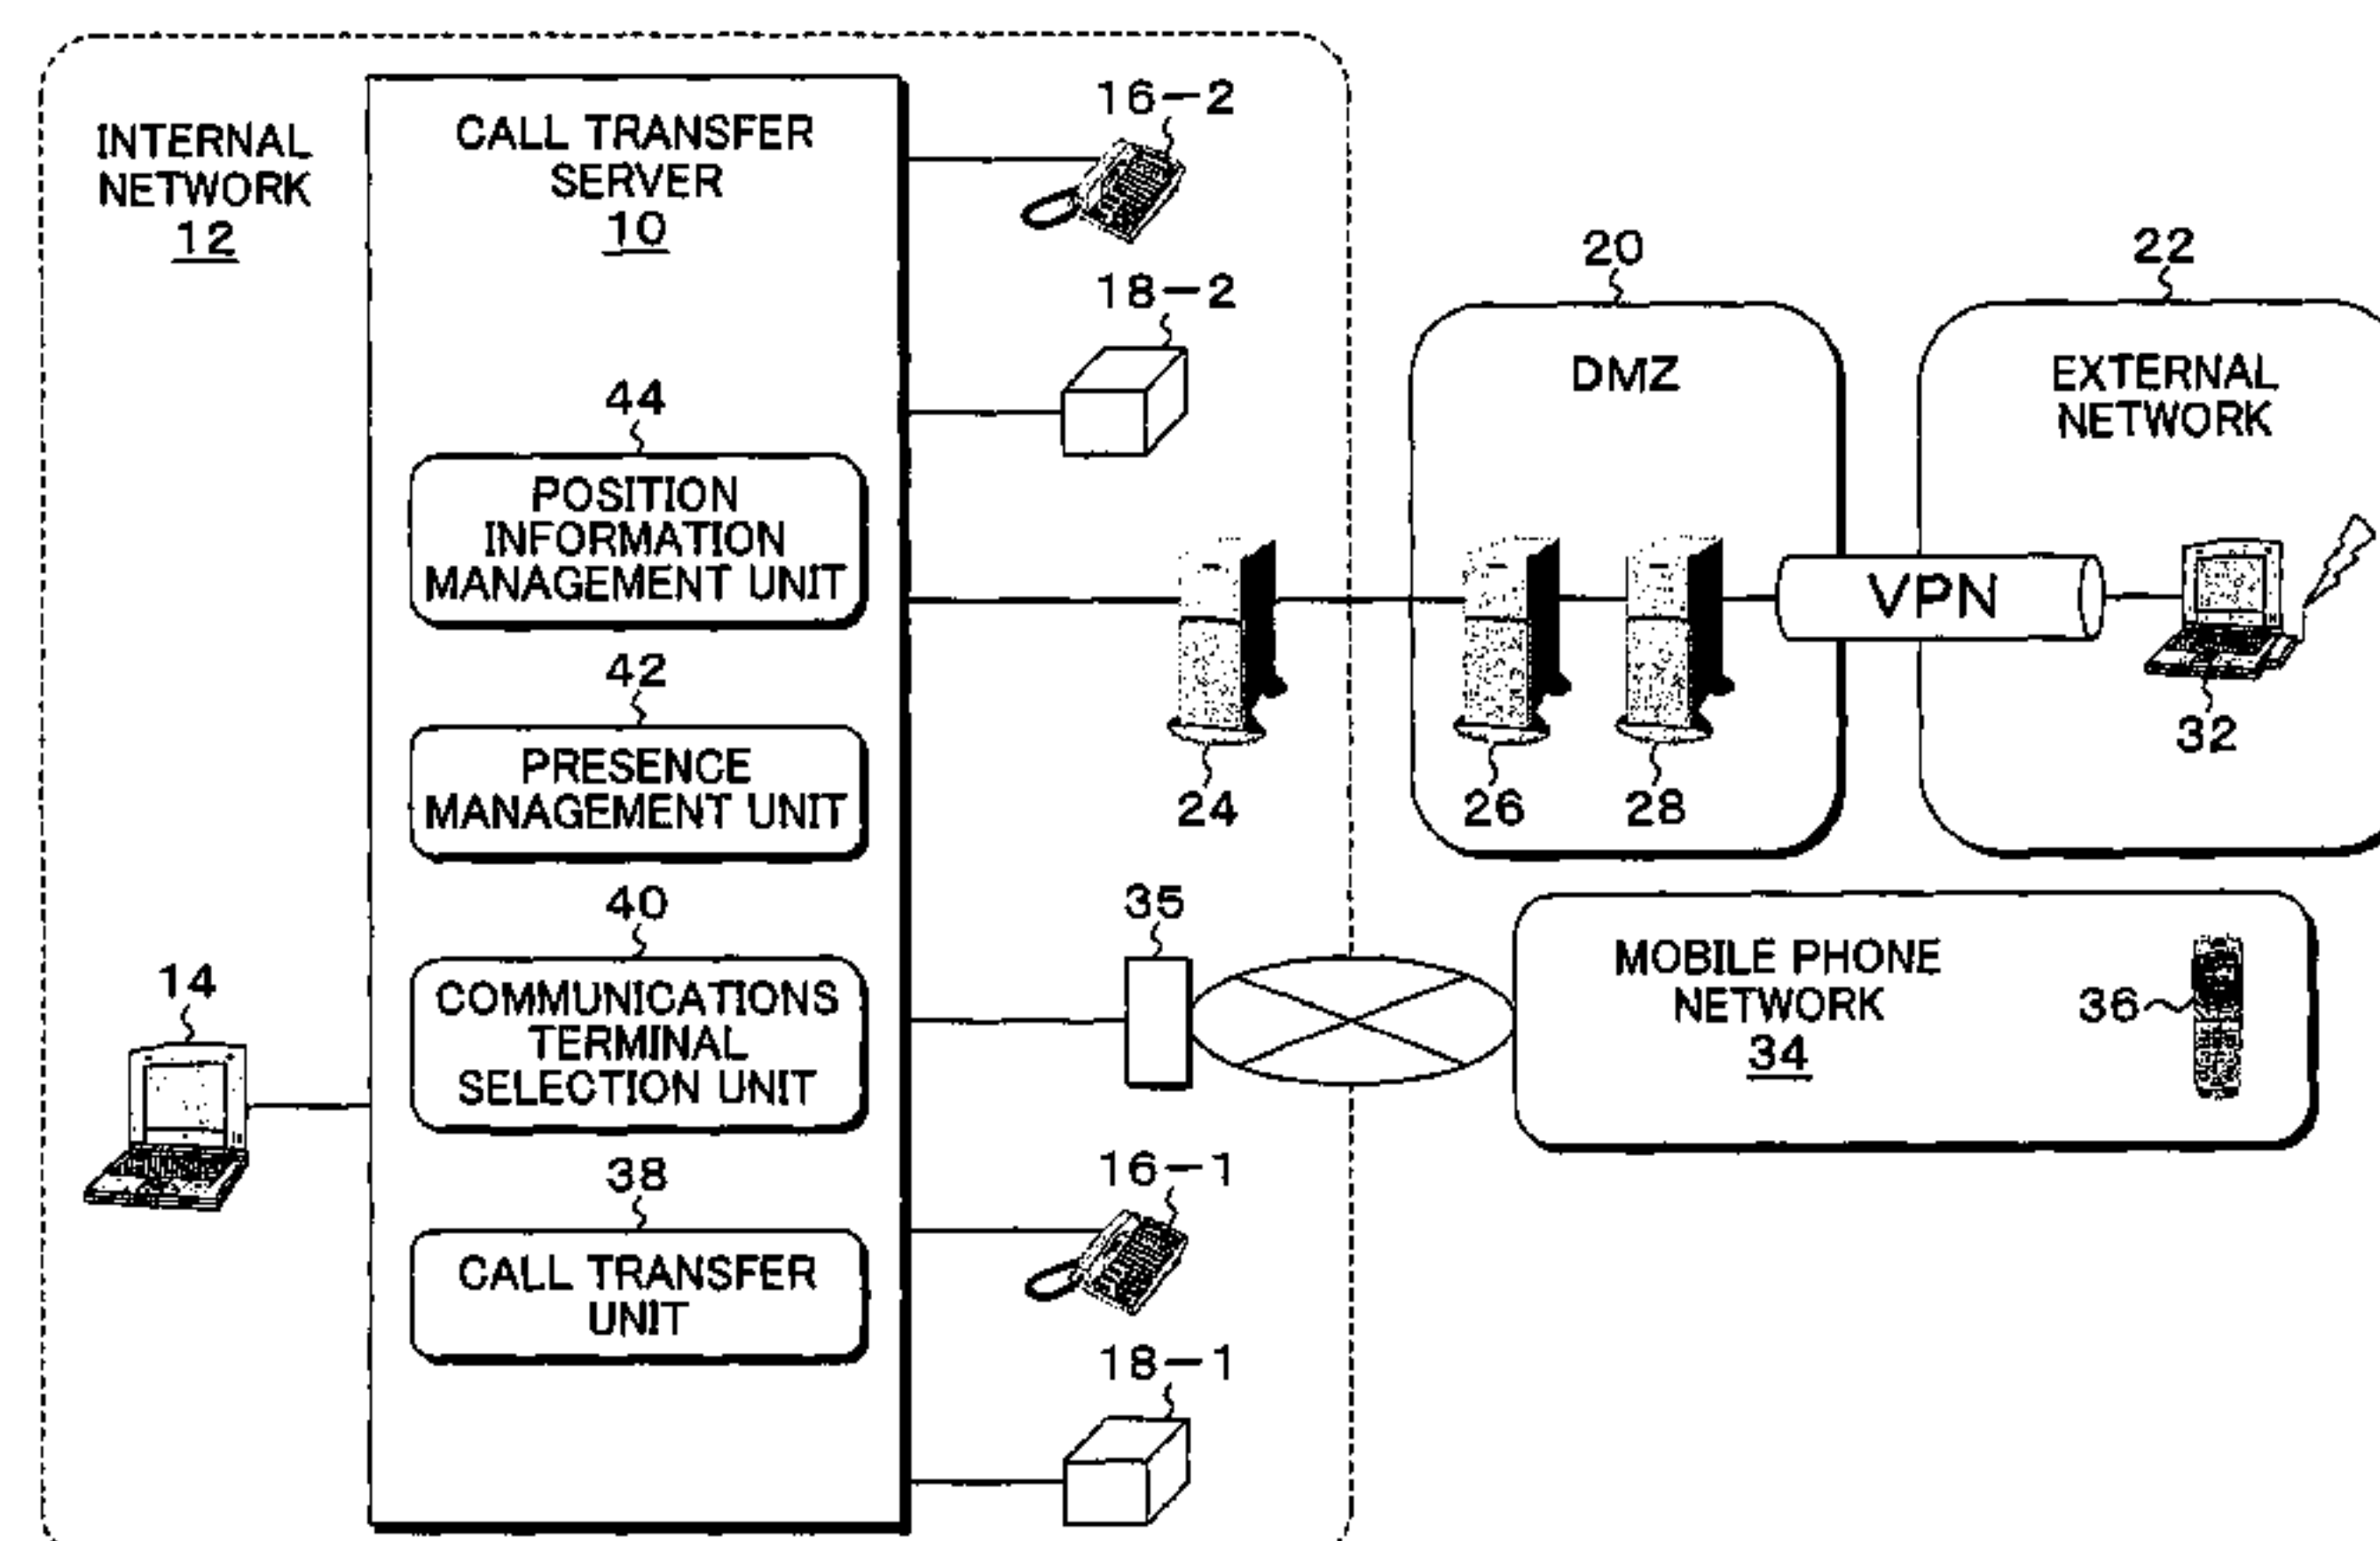 INTERNAL
NETWORK
12
CALL TRANSFER
SERVER
10
44
POSITION
INFORMATION
MANAGEMENT UNIT
42
PRESENCE
MANAGEMENT UNIT
40
COMMUNICATIONS
TERMINAL
SELECTION UNIT
38
CALL TRANSFER
UNIT
14
16-2
18-2
24
35
16-1
18-1
20
DMZ
26
28
VPN
22
EXTERNAL
NETWORK
32
MOBILE PHONE
NETWORK
34
36